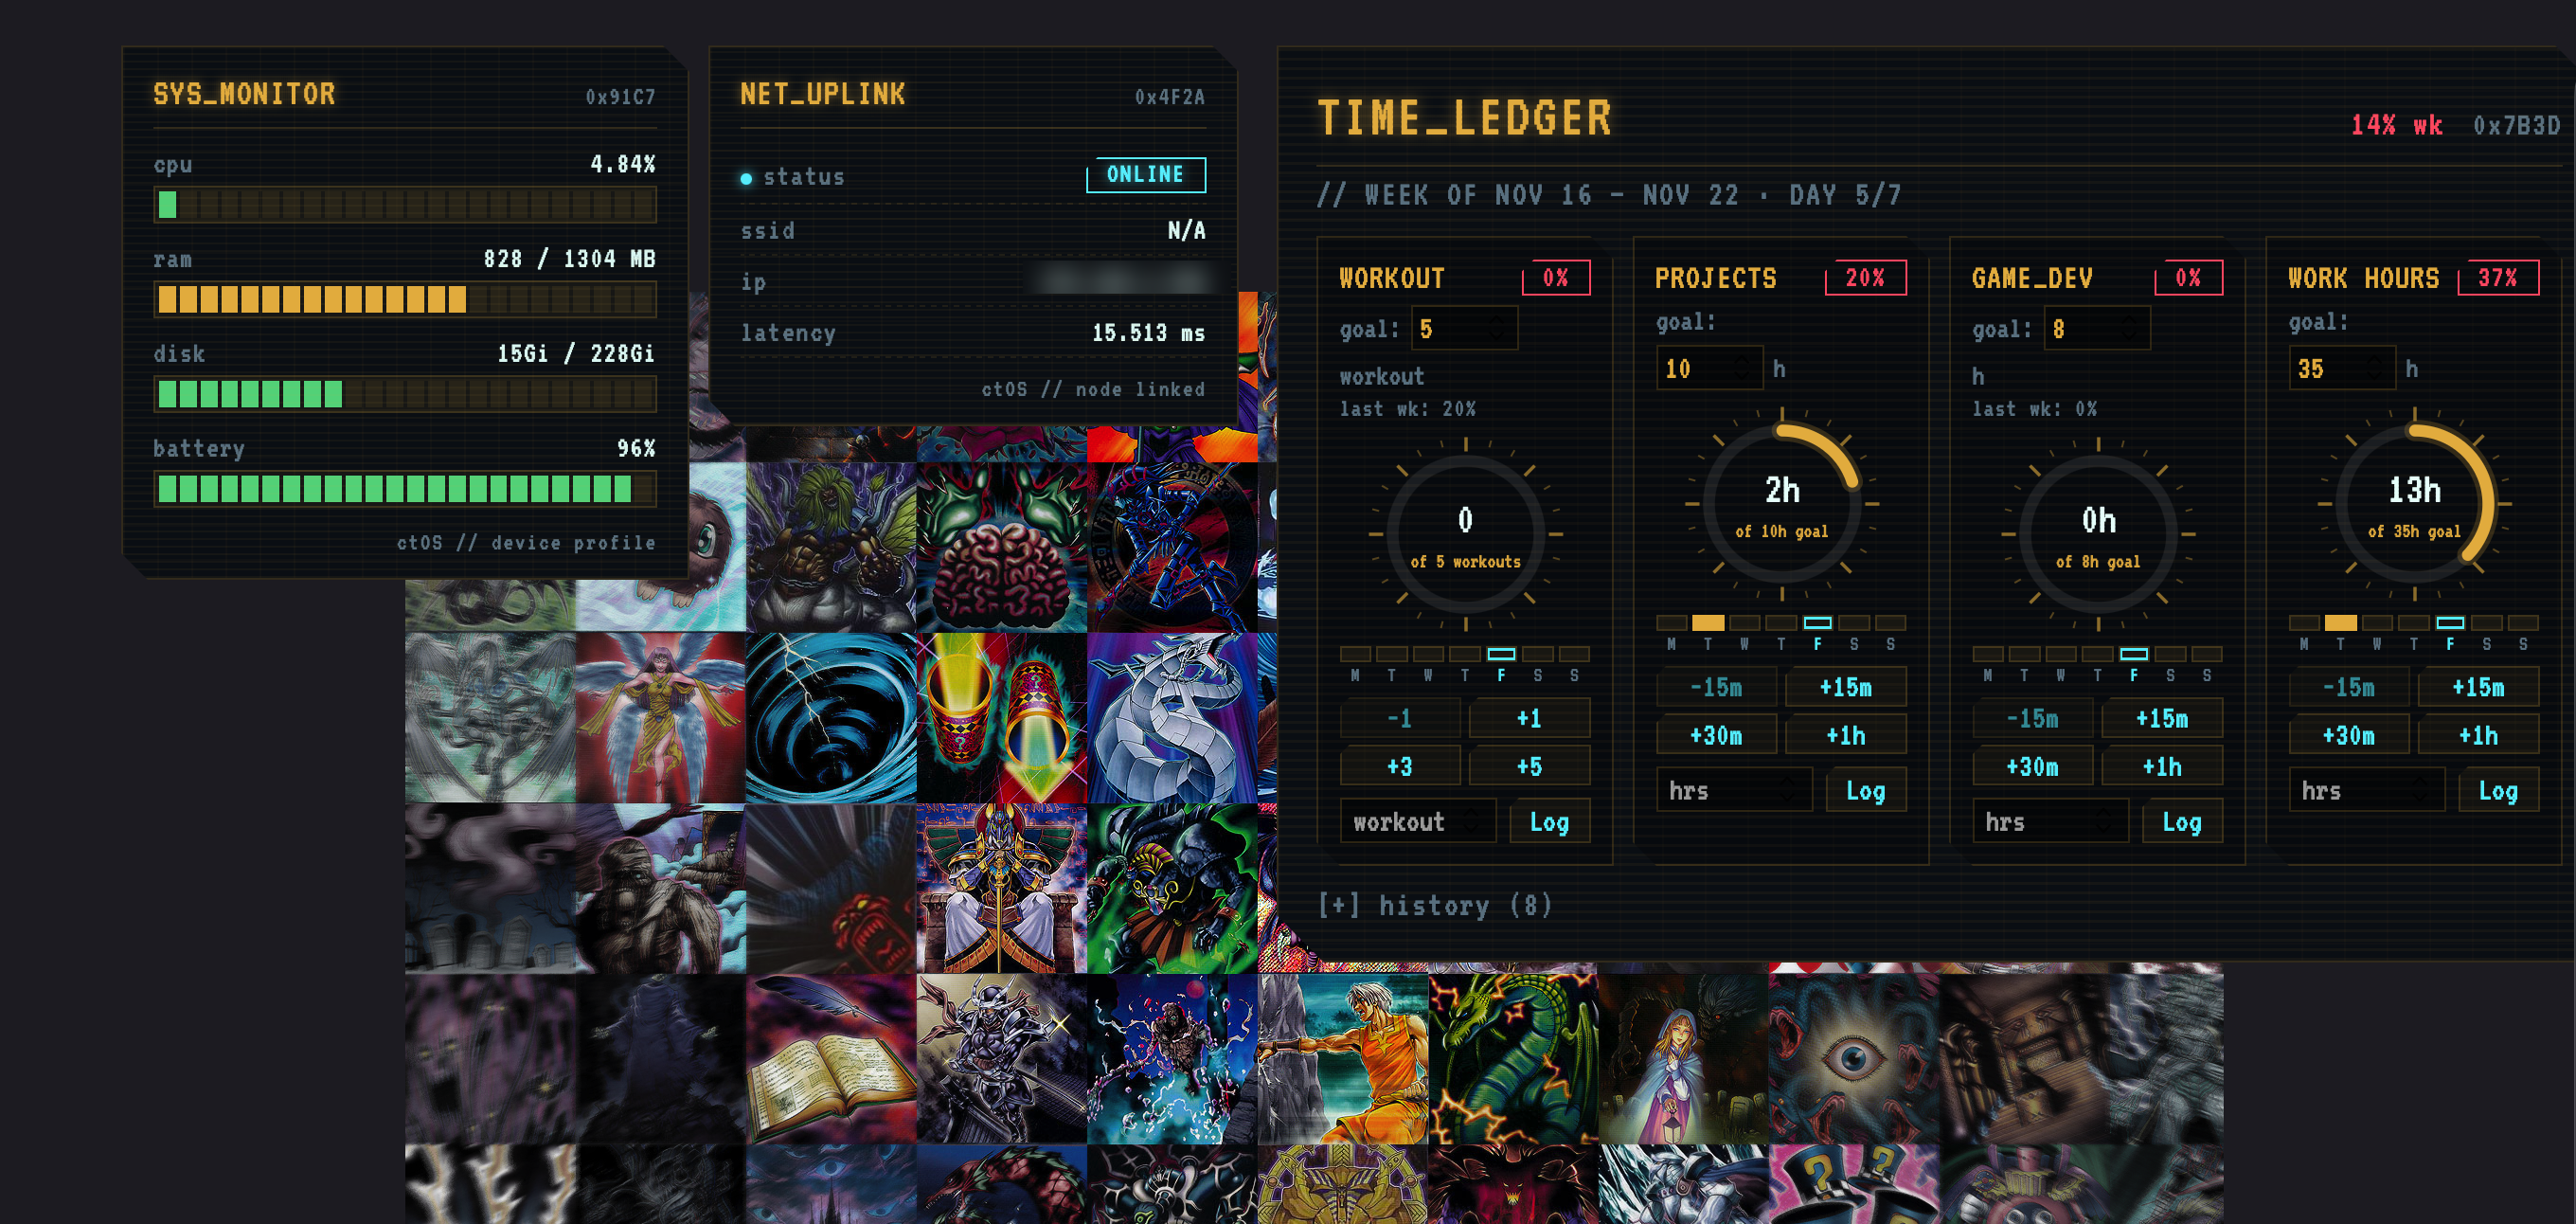 SYS_MONITOR 0x91C7
cpu 4.84%
ram 828 / 1304 MB
disk 15Gi / 228Gi
battery 96%
ctOS // device profile
NET_UPLINK 0x4F2A
status ONLINE
ssid N/A
ip
latency 15.513 ms
ctOS // node linked
TIME_LEDGER 14% wk 0x7B3D
// WEEK OF NOV 16 – NOV 22 · DAY 5/7
WORKOUT 0%
goal: 5
workout
last wk: 20%
0
of 5 workouts
M T W T F S S
-1 +1
+3 +5
workout Log
PROJECTS 20%
goal:
10 h
2h
of 10h goal
M T W T F S S
-15m +15m
+30m +1h
hrs Log
GAME_DEV 0%
goal: 8
h
last wk: 0%
0h
of 8h goal
M T W T F S S
-15m +15m
+30m +1h
hrs Log
WORK HOURS 37%
goal:
35 h
13h
of 35h goal
M T W T F S S
-15m +15m
+30m +1h
hrs Log
[+] history (8)